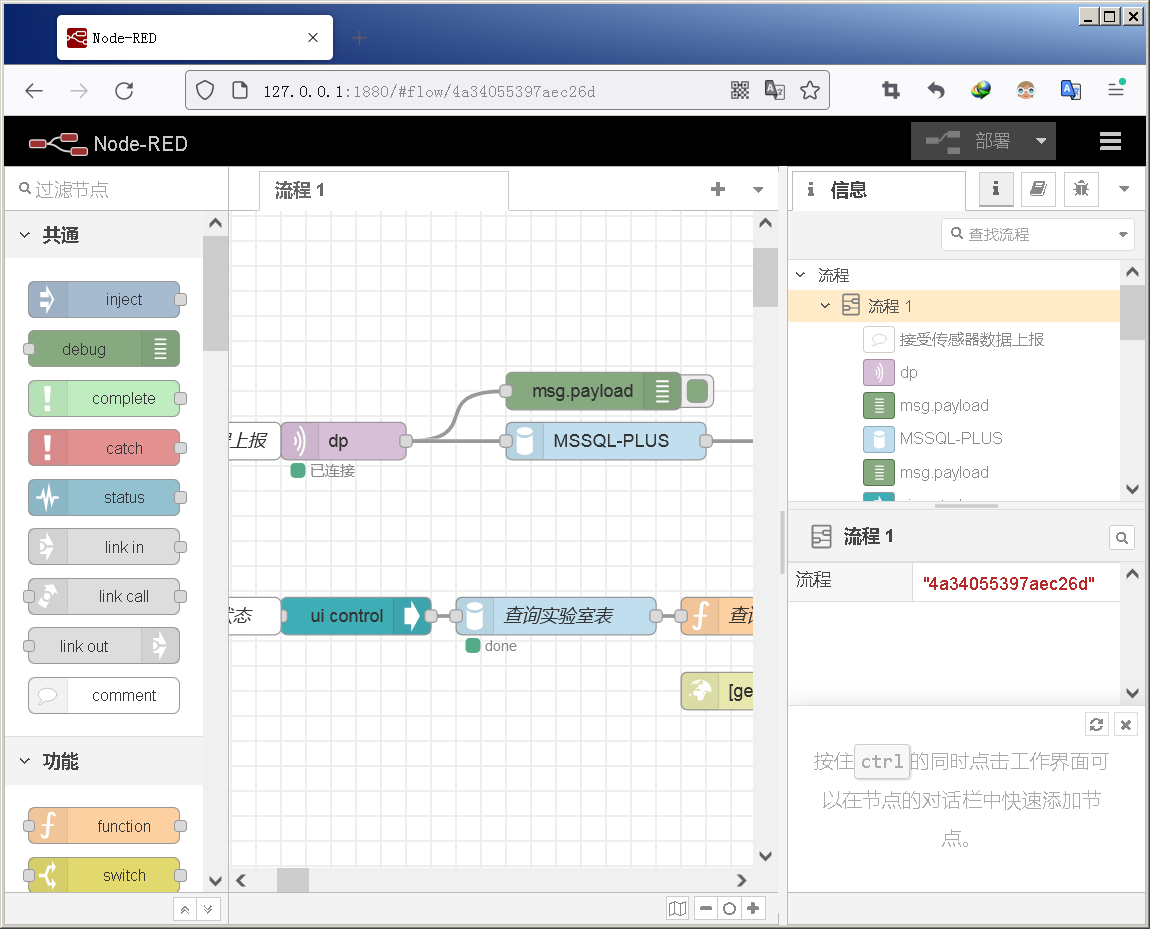 Node-RED
127.0.0.1:1880/#flow/4a34055397aec26d
Node-RED
部署
过滤节点
共通
inject
debug
complete
catch
status
link in
link call
link out
comment
功能
function
switch
流程 1
上报
dp
已连接
msg.payload
MSSQL-PLUS
状态
ui control
查询实验室表
done
查询
[ge
信息
查找流程
流程
流程 1
接受传感器数据上报
dp
msg.payload
MSSQL-PLUS
msg.payload
流程 1
流程
"4a34055397aec26d"
按住 ctrl 的同时点击工作界面可
以在节点的对话栏中快速添加节
点。